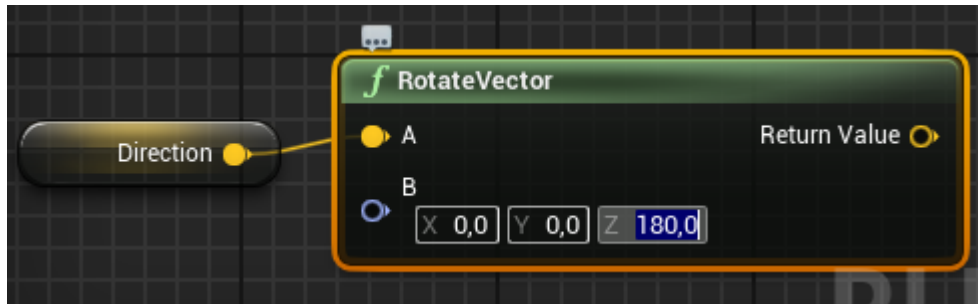 f RotateVector
Direction
A
Return Value
B
X 0,0 Y 0,0 Z 180,0